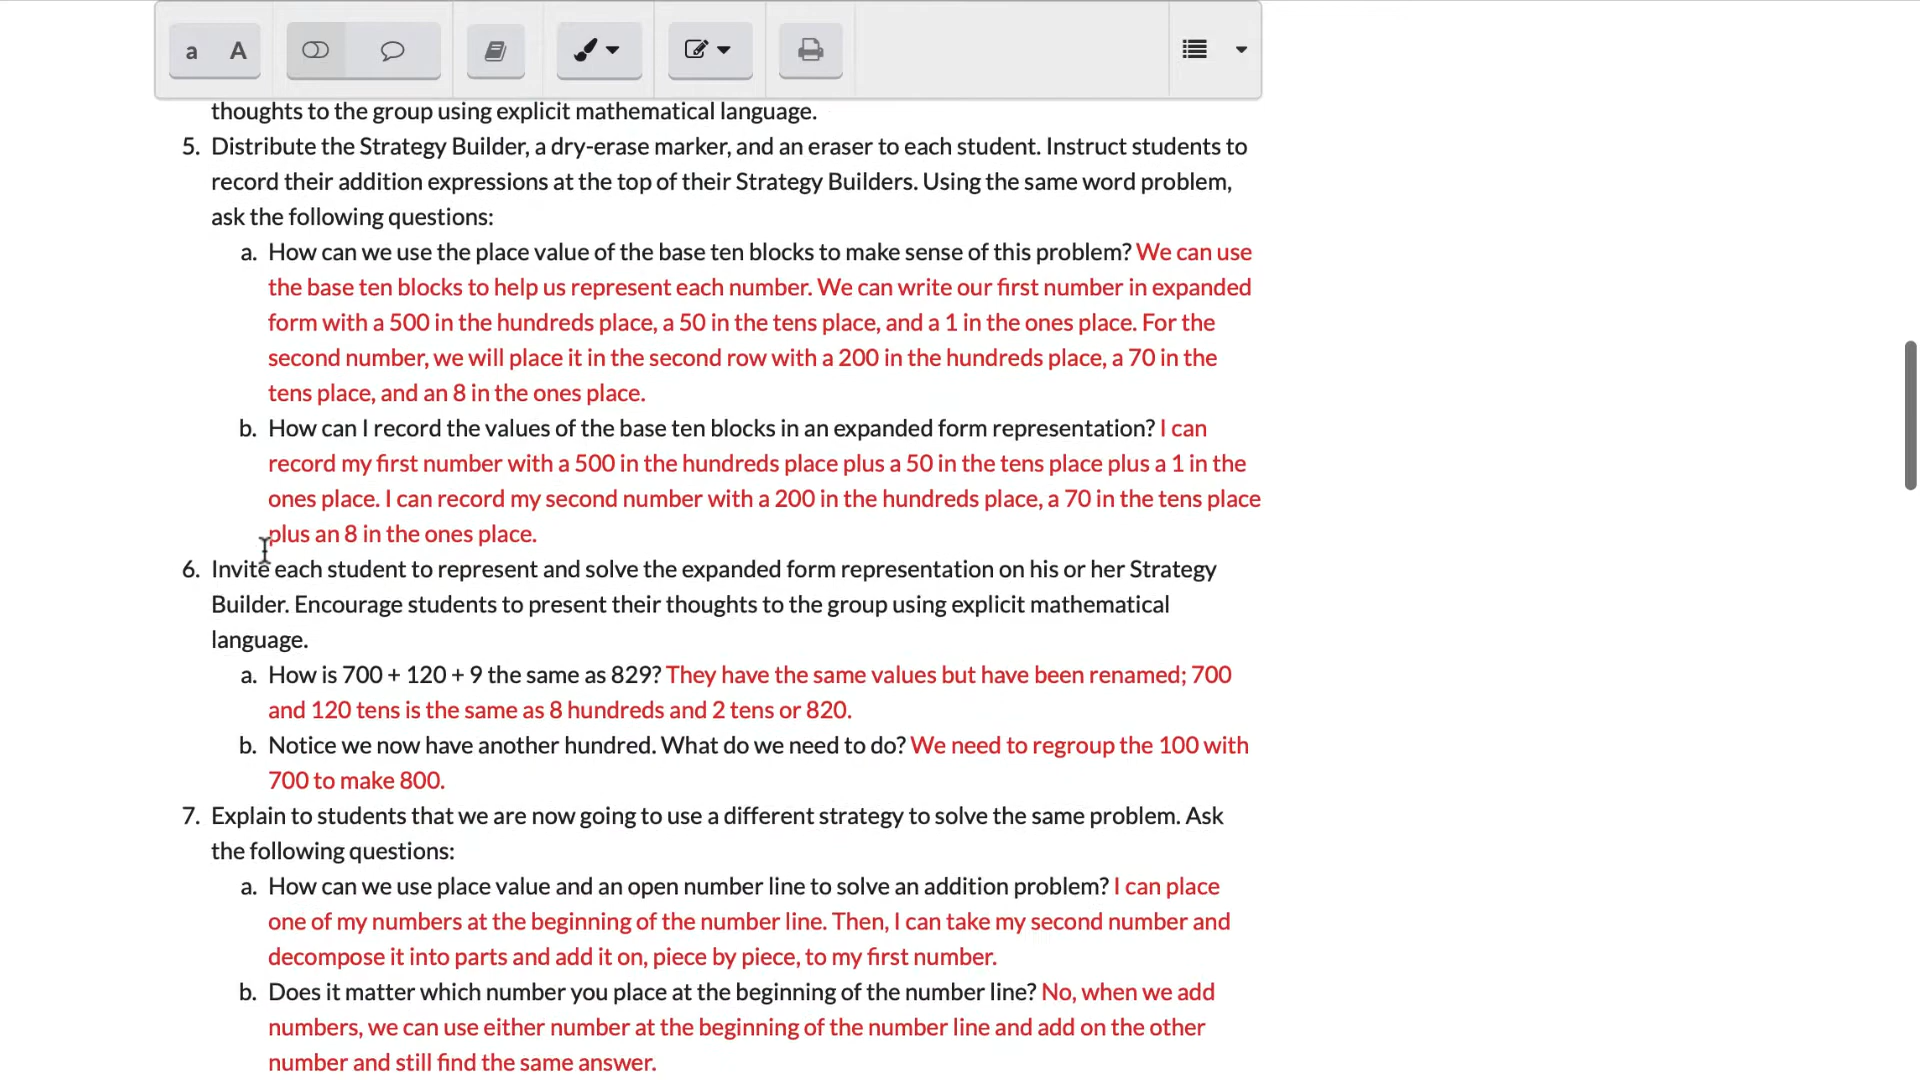 a A
thoughts to the group using explicit mathematical language.
5. Distribute the Strategy Builder, a dry-erase marker, and an eraser to each student. Instruct students to
record their addition expressions at the top of their Strategy Builders. Using the same word problem,
ask the following questions:
a. How can we use the place value of the base ten blocks to make sense of this problem? We can use
the base ten blocks to help us represent each number. We can write our first number in expanded
form with a 500 in the hundreds place, a 50 in the tens place, and a 1 in the ones place. For the
second number, we will place it in the second row with a 200 in the hundreds place, a 70 in the
tens place, and an 8 in the ones place.
b. How can I record the values of the base ten blocks in an expanded form representation? I can
record my first number with a 500 in the hundreds place plus a 50 in the tens place plus a 1 in the
ones place. I can record my second number with a 200 in the hundreds place, a 70 in the tens place
plus an 8 in the ones place.
6. Invite each student to represent and solve the expanded form representation on his or her Strategy
Builder. Encourage students to present their thoughts to the group using explicit mathematical
language.
a. How is 700 + 120 + 9 the same as 829? They have the same values but have been renamed; 700
and 120 tens is the same as 8 hundreds and 2 tens or 820.
b. Notice we now have another hundred. What do we need to do? We need to regroup the 100 with
700 to make 800.
7. Explain to students that we are now going to use a different strategy to solve the same problem. Ask
the following questions:
a. How can we use place value and an open number line to solve an addition problem? I can place
one of my numbers at the beginning of the number line. Then, I can take my second number and
decompose it into parts and add it on, piece by piece, to my first number.
b. Does it matter which number you place at the beginning of the number line? No, when we add
numbers, we can use either number at the beginning of the number line and add on the other
number and still find the same answer.